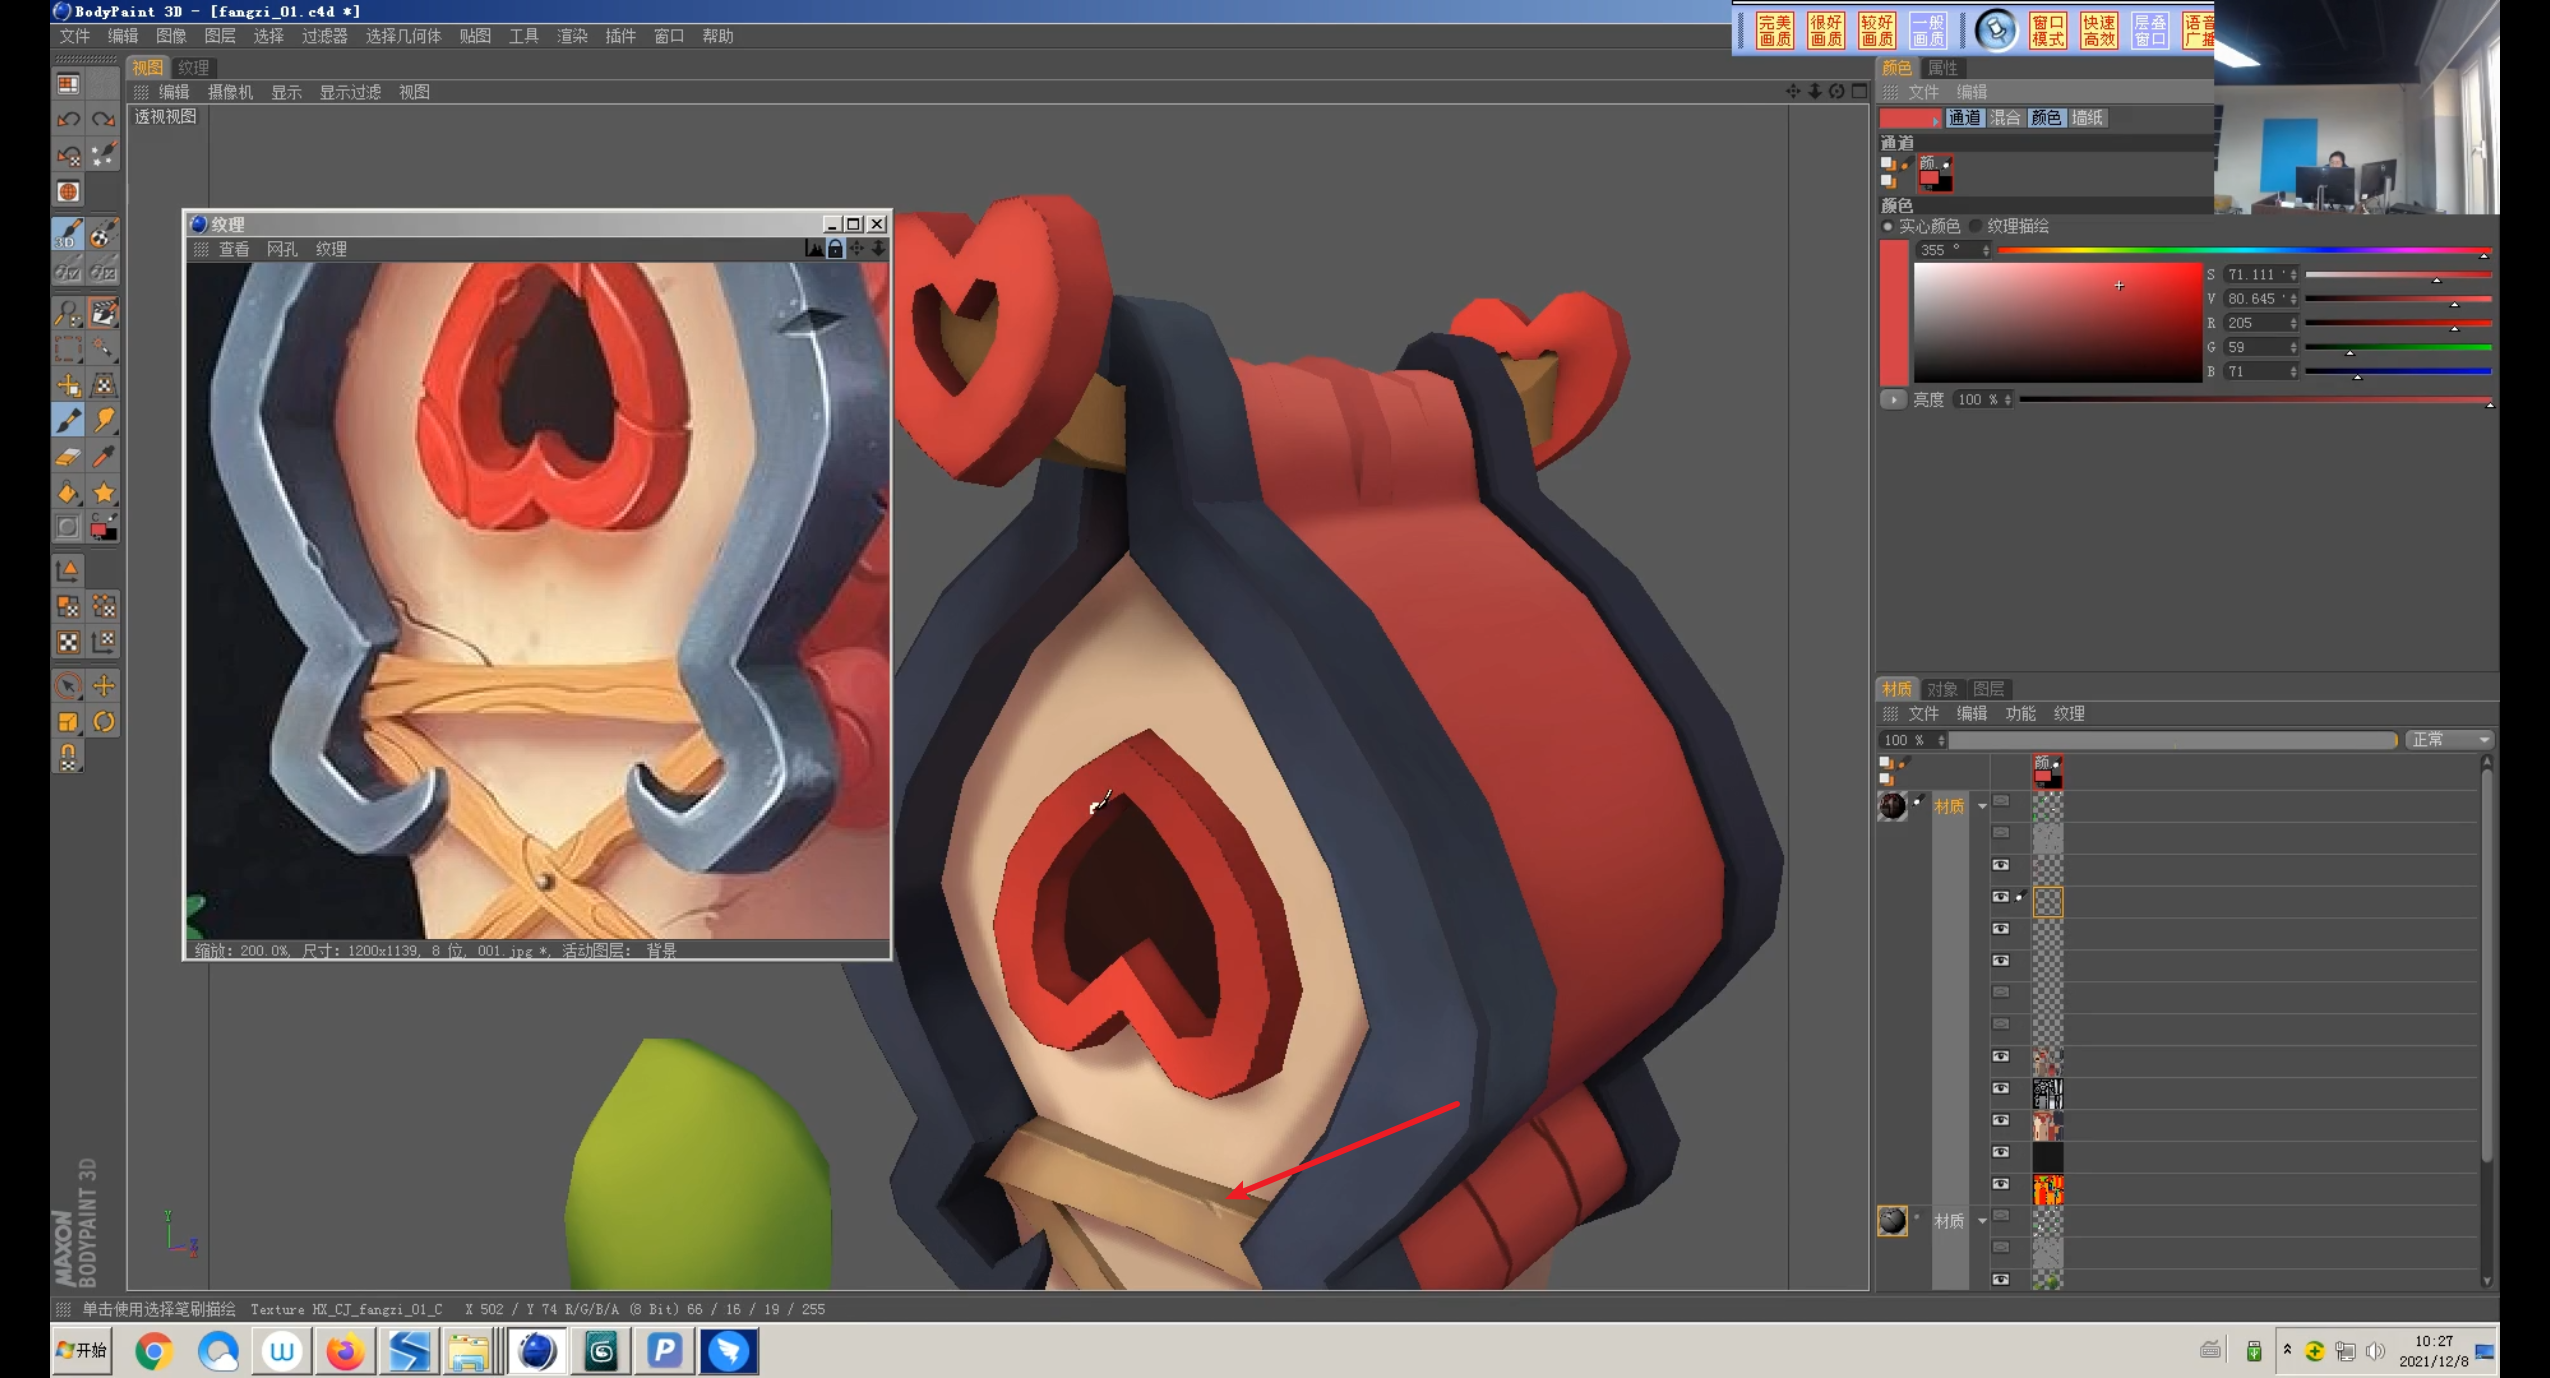 BodyPaint 3D - [fangzi_01.c4d *]
文件 编辑 图像 图层 选择 过滤器 选择几何体 贴图 工具 渲染 插件 窗口 帮助
完美画质 很好画质 较好画质 一般画质 窗口模式 快速高效 层叠窗口 语音广播
视图 纹理
编辑 摄像机 显示 显示过滤 视图
透视视图
纹理
查看 网孔 纹理
缩放: 200.0%, 尺寸: 1200x1139, 8 位, 001.jpg *, 活动图层: 背景
颜色 属性
文件 编辑
通道 混合 颜色 墙纸
通道
颜.
颜色
实心颜色 纹理描绘
355 °
S 71.111 '
V 80.645 '
R 205
G 59
B 71
亮度 100 %
材质 对象 图层
文件 编辑 功能 纹理
100 % 正常
颜.
材质
材质
3D
C
Y
Z
MAXON
BODYPAINT 3D
单击使用选择笔刷描绘 Texture HX_CJ_fangzi_01_C X 502 / Y 74 R/G/B/A (8 Bit) 66 / 16 / 19 / 255
开始
10:27
2021/12/8